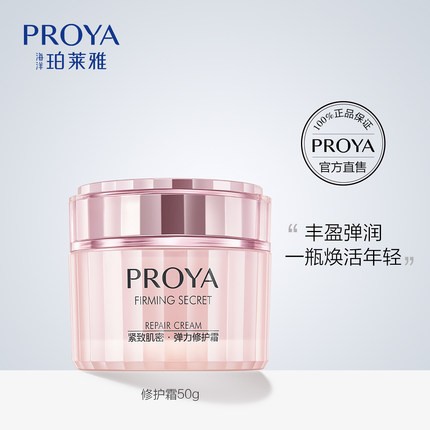 PROYA
海洋 珀莱雅
100%正品保证
PROYA
官方直售
“丰盈弹润
一瓶焕活年轻”
PROYA
FIRMING SECRET
REPAIR CREAM
紧致肌密·弹力修护霜
修护霜50g